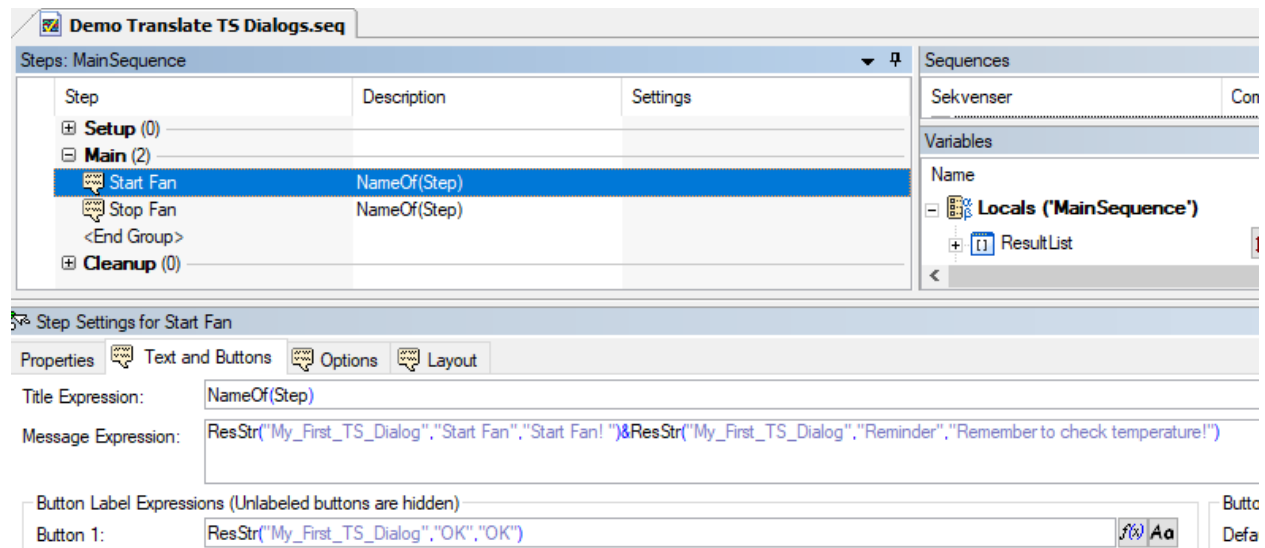 Demo Translate TS Dialogs.seq
Steps: MainSequence
Step Description Settings
Setup (0)
Main (2)
Start Fan NameOf(Step)
Stop Fan NameOf(Step)
<End Group>
Cleanup (0)
Sequences
Sekvenser
Variables
Name
Locals ('MainSequence')
ResultList
Step Settings for Start Fan
Properties Text and Buttons Options Layout
Title Expression: NameOf(Step)
Message Expression: ResStr("My_First_TS_Dialog","Start Fan","Start Fan! ")&ResStr("My_First_TS_Dialog","Reminder","Remember to check temperature!")
Button Label Expressions (Unlabeled buttons are hidden)
Button 1: ResStr("My_First_TS_Dialog","OK","OK") f(x) Aa